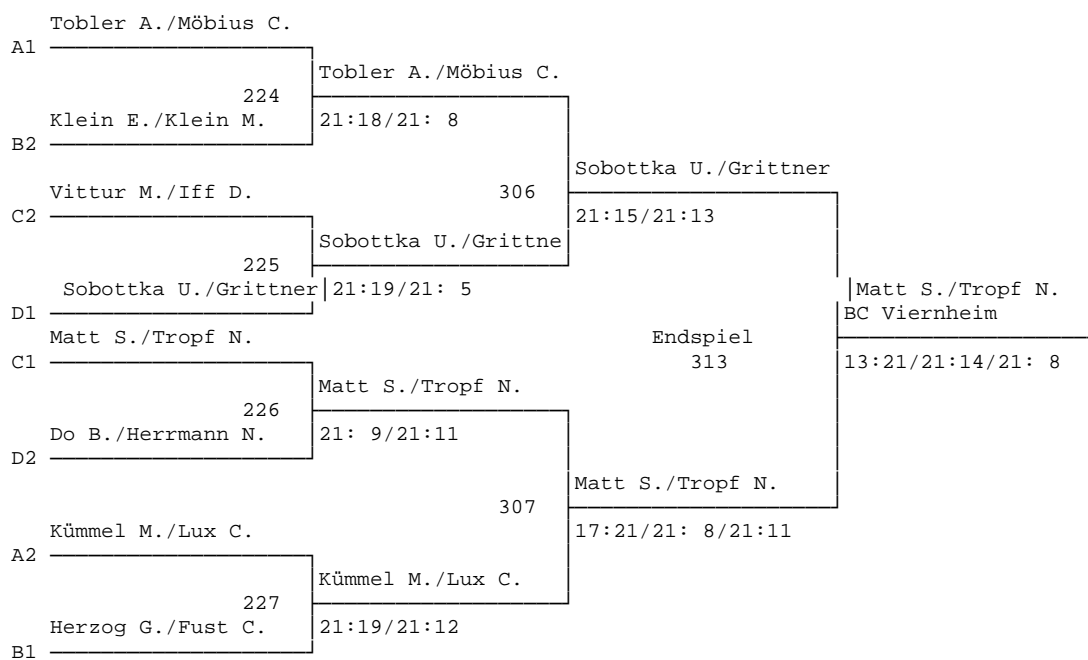 Tobler A./Möbius C.
A1
Tobler A./Möbius C.
224
Klein E./Klein M. 21:18/21: 8
B2
Sobottka U./Grittner
Vittur M./Iff D. 306
C2 21:15/21:13
Sobottka U./Grittne
225
Sobottka U./Grittner 21:19/21: 5 Matt S./Tropf N.
D1 BC Viernheim
Matt S./Tropf N. Endspiel
C1 313 13:21/21:14/21: 8
Matt S./Tropf N.
226
Do B./Herrmann N. 21: 9/21:11
D2
Matt S./Tropf N.
307
Kümmel M./Lux C. 17:21/21: 8/21:11
A2
Kümmel M./Lux C.
227
Herzog G./Fust C. 21:19/21:12
B1